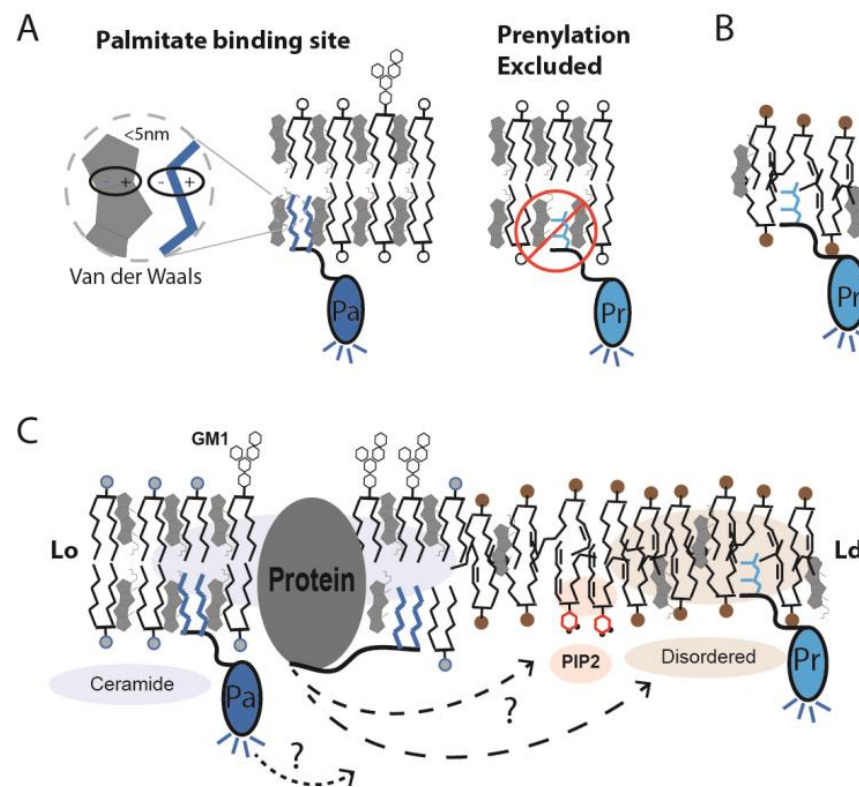 A
Palmitate binding site
Prenylation
Excluded
B
<5nm
- +
- +
Van der Waals
Pa
Pr
Pr
C
GM1
Lo
Protein
Ld
Ceramide
Pa
PIP2
Disordered
Pr
?
?